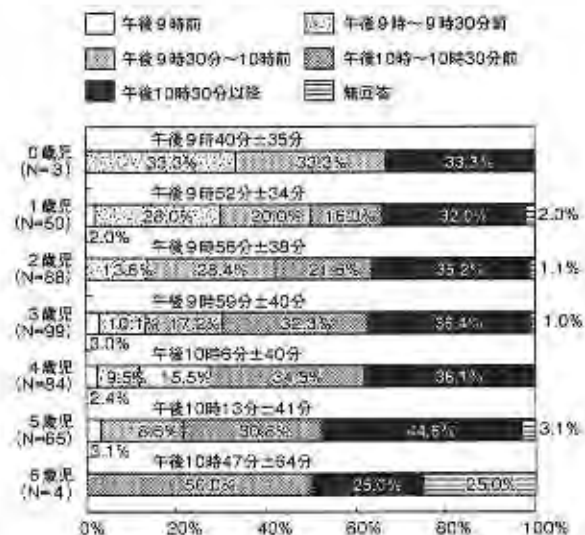 午後9時前
午後9時~9時30分前
午後9時30分~10時前
午後10時~10時30分前
午後10時30分以降
無回答
午後9時40分±35分
0歳児
(N=3)
33.3% 33.3% 33.3%
午後9時52分±34分
1歳児
(N=50)
28.0% 20.0% 16.0% 32.0% 2.0%
2.0%
午後9時56分±38分
2歳児
(N=88)
13.6% 28.4% 21.6% 35.2% 1.1%
午後9時59分±40分
3歳児
(N=99)
10.1% 17.2% 32.3% 36.4% 1.0%
3.0%
午後10時6分±40分
4歳児
(N=84)
9.5% 15.5% 34.5% 38.1%
2.4%
午後10時13分±41分
5歳児
(N=65)
30.8% 44.6% 3.1%
3.1%
午後10時47分±64分
6歳児
(N=4)
50.0% 25.0% 25.0%
0% 20% 40% 60% 80% 100%